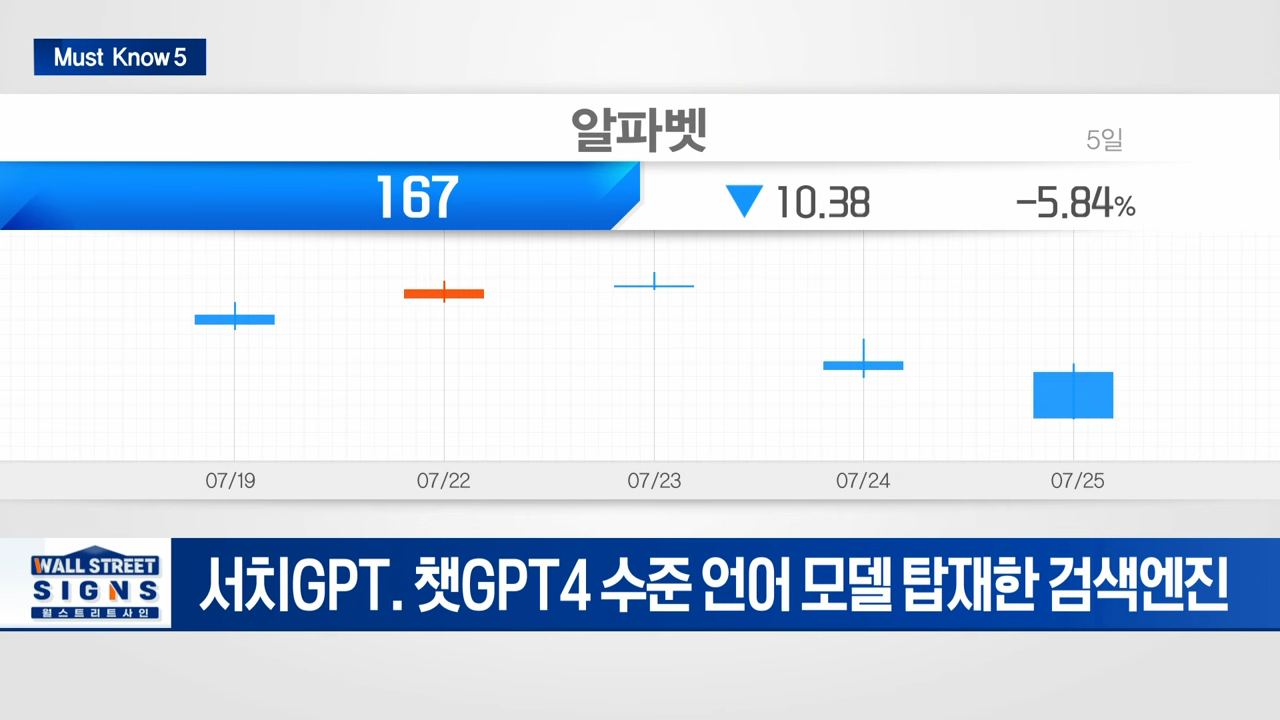 Must Know 5
알파벳
5일
167 ▼ 10.38 -5.84%
07/19 07/22 07/23 07/24 07/25
WALL STREET
SIGNS
월스트리트사인
서치GPT. 챗GPT4 수준 언어 모델 탑재한 검색엔진